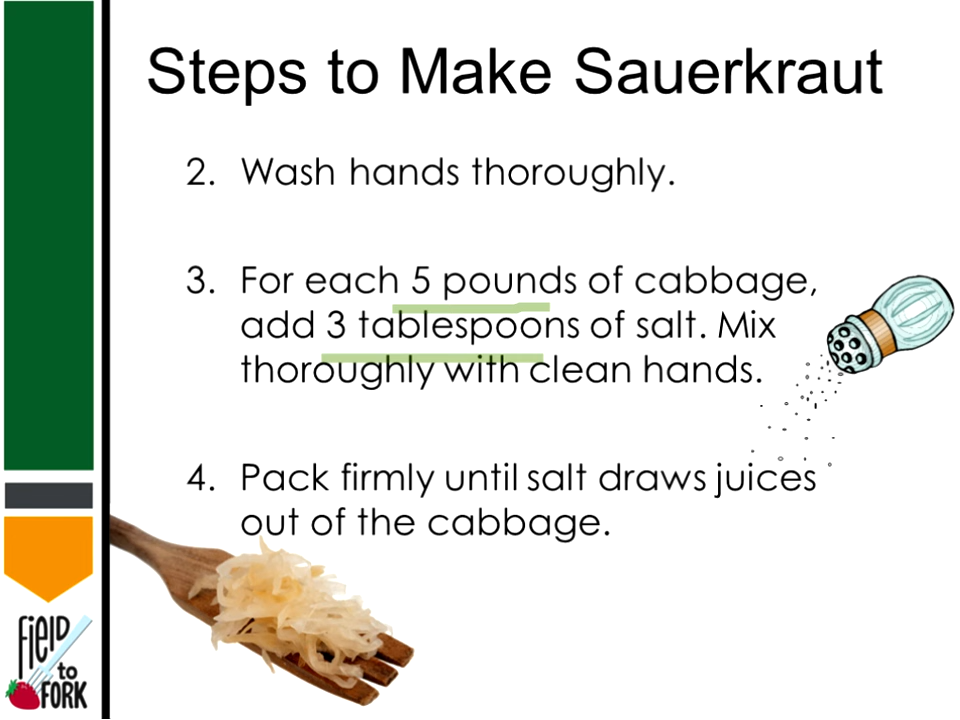 Steps to Make Sauerkraut
2. Wash hands thoroughly.
3. For each 5 pounds of cabbage,
add 3 tablespoons of salt. Mix
thoroughly with clean hands.
4. Pack firmly until salt draws juices
out of the cabbage.
FiELD
to
FORK